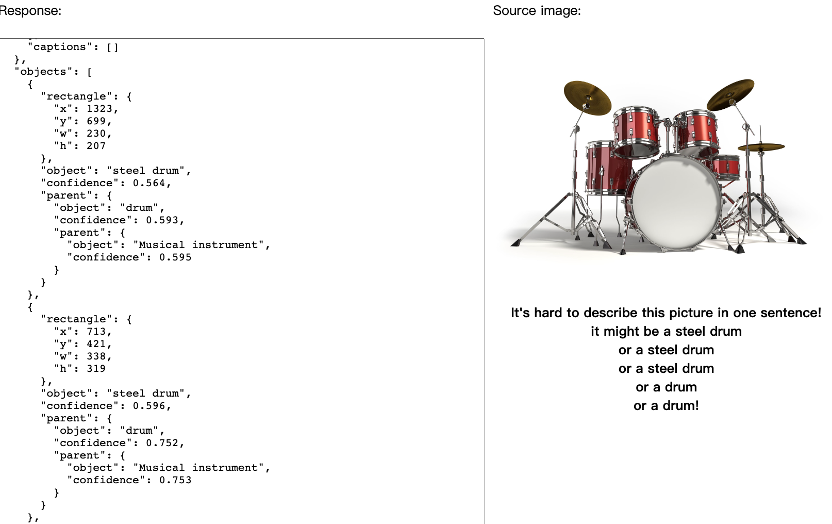 Response:
"captions": []
},
"objects": [
{
"rectangle": {
"x": 1323,
"y": 699,
"w": 230,
"h": 207
},
"object": "steel drum",
"confidence": 0.564,
"parent": {
"object": "drum",
"confidence": 0.593,
"parent": {
"object": "Musical instrument",
"confidence": 0.595
}
}
},
{
"rectangle": {
"x": 713,
"y": 421,
"w": 338,
"h": 319
},
"object": "steel drum",
"confidence": 0.596,
"parent": {
"object": "drum",
"confidence": 0.752,
"parent": {
"object": "Musical instrument",
"confidence": 0.753
}
}
},
Source image:
It's hard to describe this picture in one sentence!
it might be a steel drum
or a steel drum
or a steel drum
or a drum
or a drum!